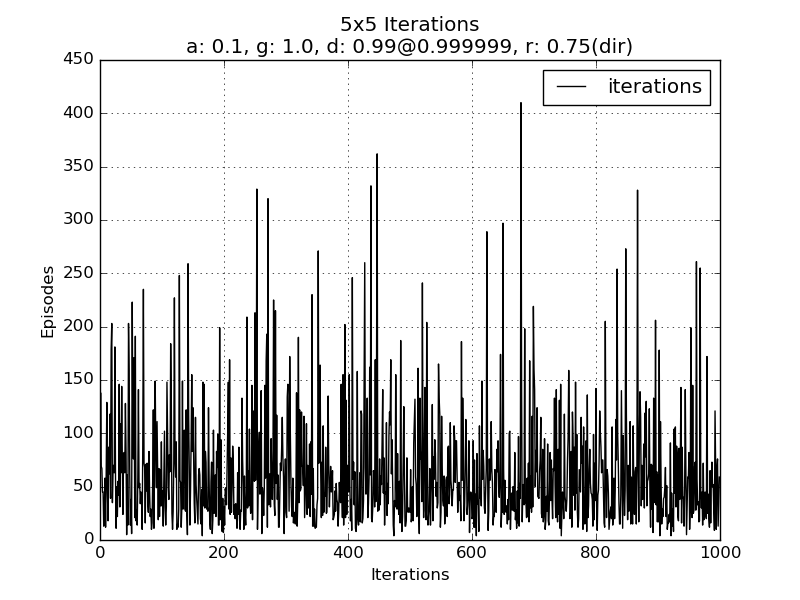 5x5 Iterations
a: 0.1, g: 1.0, d: 0.99@0.999999, r: 0.75(dir)
iterations
450
400
350
300
250
200
150
100
50
0
Episodes
0 200 400 600 800 1000
Iterations